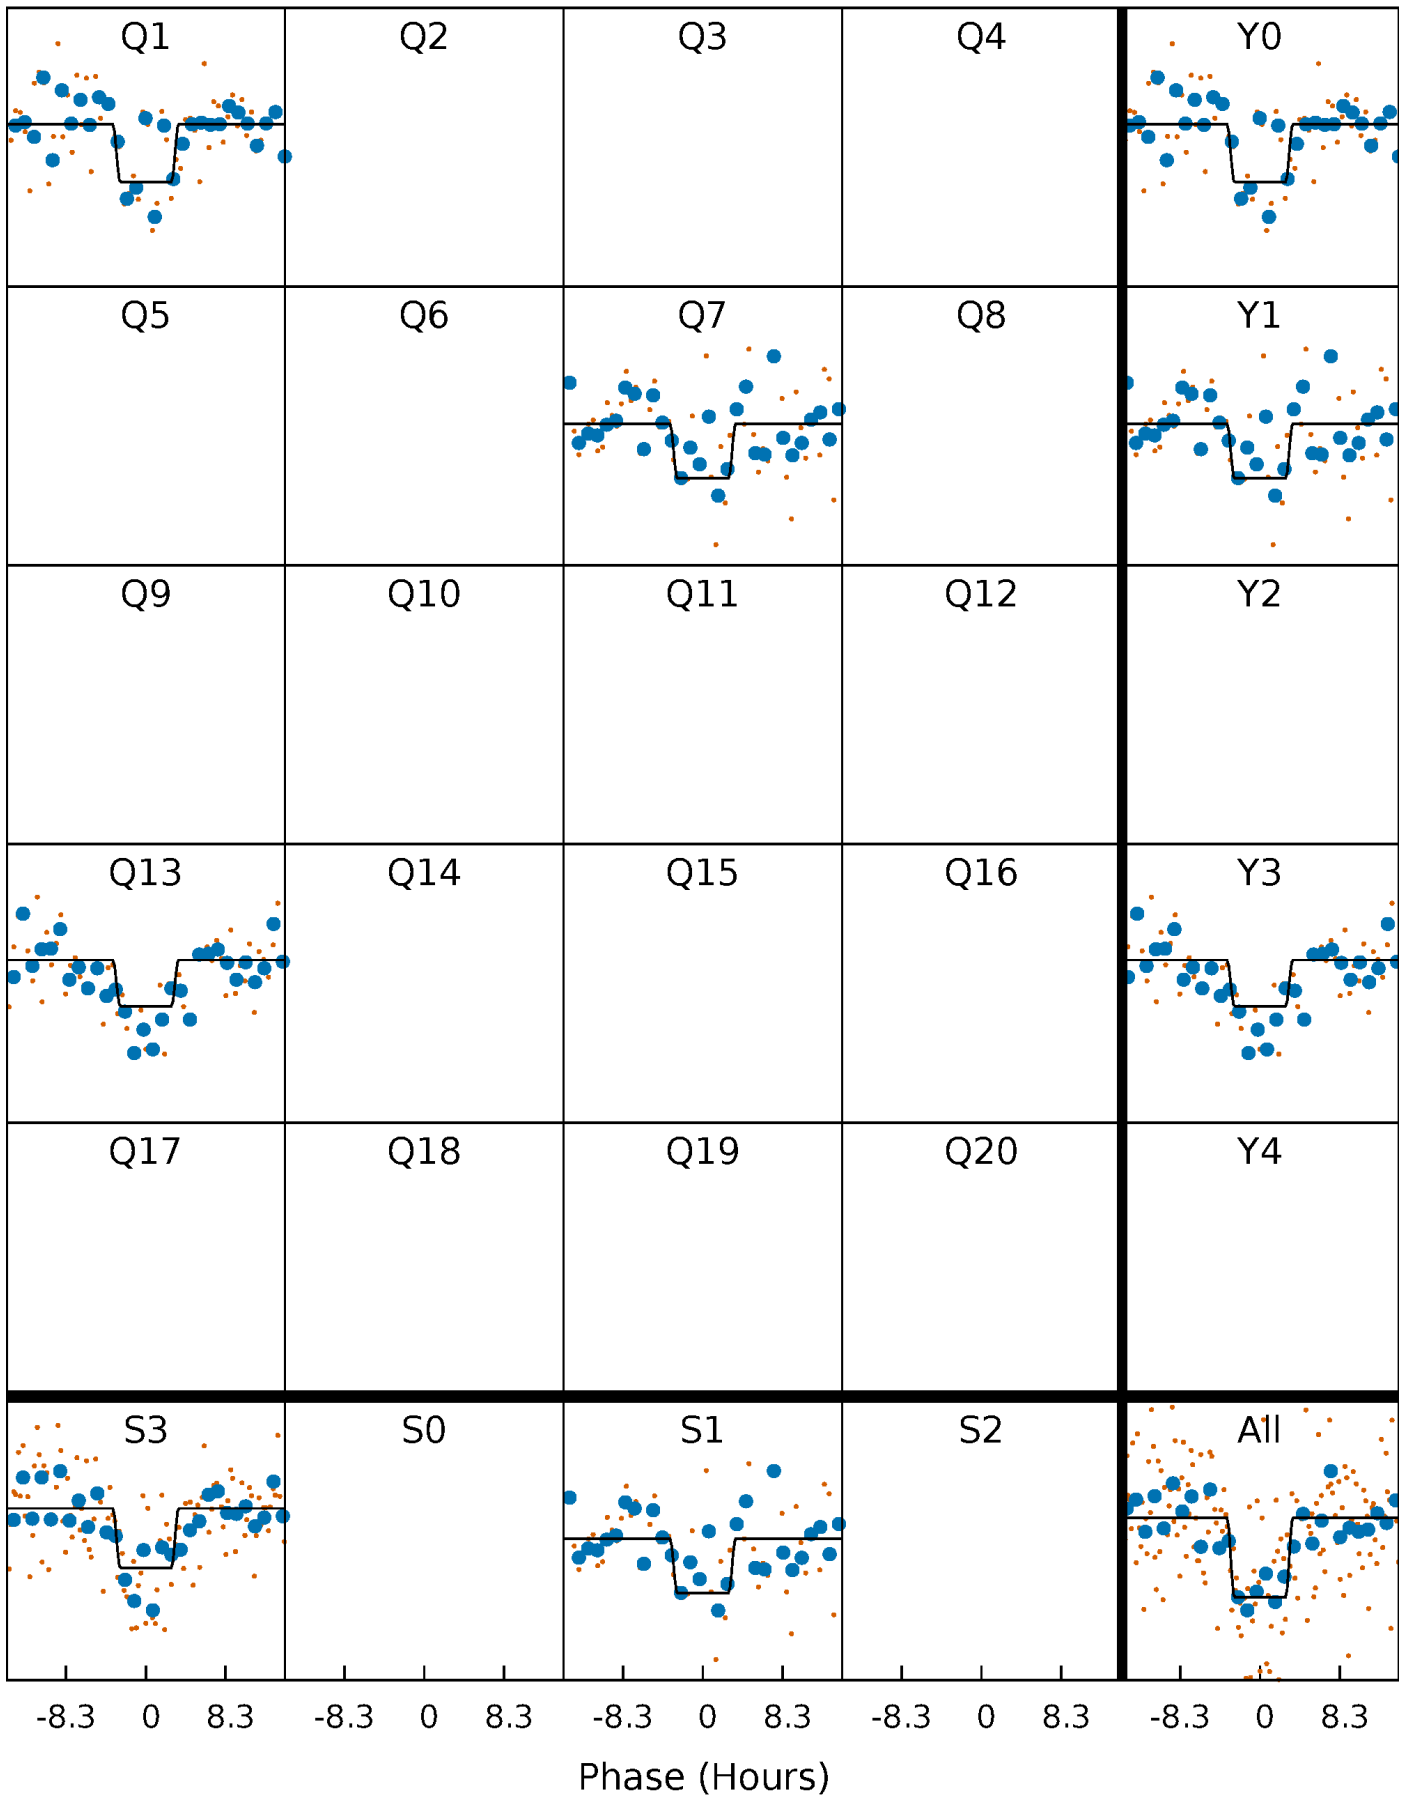 Q1 Q2 Q3 Q4 Y0
Q5 Q6 Q7 Q8 Y1
Q9 Q10 Q11 Q12 Y2
Q13 Q14 Q15 Q16 Y3
Q17 Q18 Q19 Q20 Y4
S3 S0 S1 S2 All
-8.3 0 8.3 -8.3 0 8.3 -8.3 0 8.3 -8.3 0 8.3 -8.3 0 8.3
Phase (Hours)